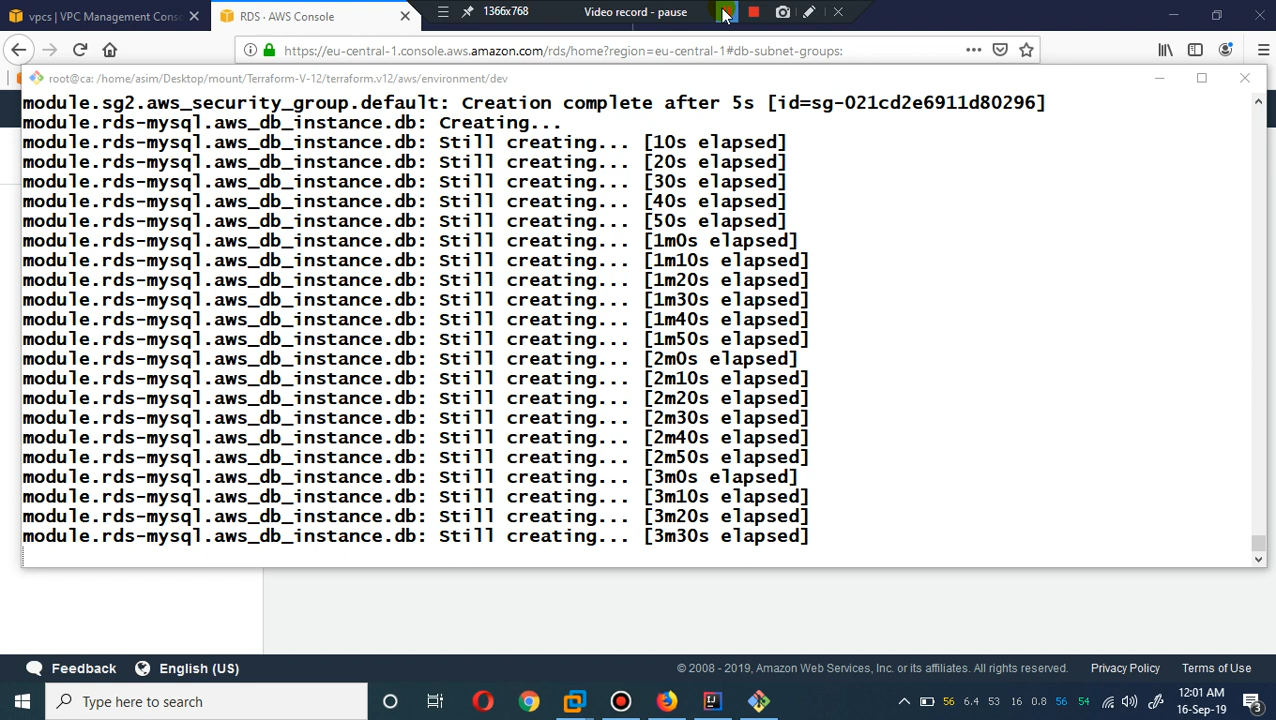 vpcs | VPC Management Cons
RDS · AWS Console
1366x768
Video record - pause
https://eu-central-1.console.aws.amazon.com/rds/home?region=eu-central-1#db-subnet-groups:
root@ca: /home/asim/Desktop/mount/Terraform-V-12/terraform.v12/aws/environment/dev
module.sg2.aws_security_group.default: Creation complete after 5s [id=sg-021cd2e6911d80296]
module.rds-mysql.aws_db_instance.db: Creating...
module.rds-mysql.aws_db_instance.db: Still creating... [10s elapsed]
module.rds-mysql.aws_db_instance.db: Still creating... [20s elapsed]
module.rds-mysql.aws_db_instance.db: Still creating... [30s elapsed]
module.rds-mysql.aws_db_instance.db: Still creating... [40s elapsed]
module.rds-mysql.aws_db_instance.db: Still creating... [50s elapsed]
module.rds-mysql.aws_db_instance.db: Still creating... [1m0s elapsed]
module.rds-mysql.aws_db_instance.db: Still creating... [1m10s elapsed]
module.rds-mysql.aws_db_instance.db: Still creating... [1m20s elapsed]
module.rds-mysql.aws_db_instance.db: Still creating... [1m30s elapsed]
module.rds-mysql.aws_db_instance.db: Still creating... [1m40s elapsed]
module.rds-mysql.aws_db_instance.db: Still creating... [1m50s elapsed]
module.rds-mysql.aws_db_instance.db: Still creating... [2m0s elapsed]
module.rds-mysql.aws_db_instance.db: Still creating... [2m10s elapsed]
module.rds-mysql.aws_db_instance.db: Still creating... [2m20s elapsed]
module.rds-mysql.aws_db_instance.db: Still creating... [2m30s elapsed]
module.rds-mysql.aws_db_instance.db: Still creating... [2m40s elapsed]
module.rds-mysql.aws_db_instance.db: Still creating... [2m50s elapsed]
module.rds-mysql.aws_db_instance.db: Still creating... [3m0s elapsed]
module.rds-mysql.aws_db_instance.db: Still creating... [3m10s elapsed]
module.rds-mysql.aws_db_instance.db: Still creating... [3m20s elapsed]
module.rds-mysql.aws_db_instance.db: Still creating... [3m30s elapsed]
Feedback English (US) © 2008 - 2019, Amazon Web Services, Inc. or its affiliates. All rights reserved. Privacy Policy Terms of Use
Type here to search
56 6.4 53 16 0.8 56 54
12:01 AM
16-Sep-19
3